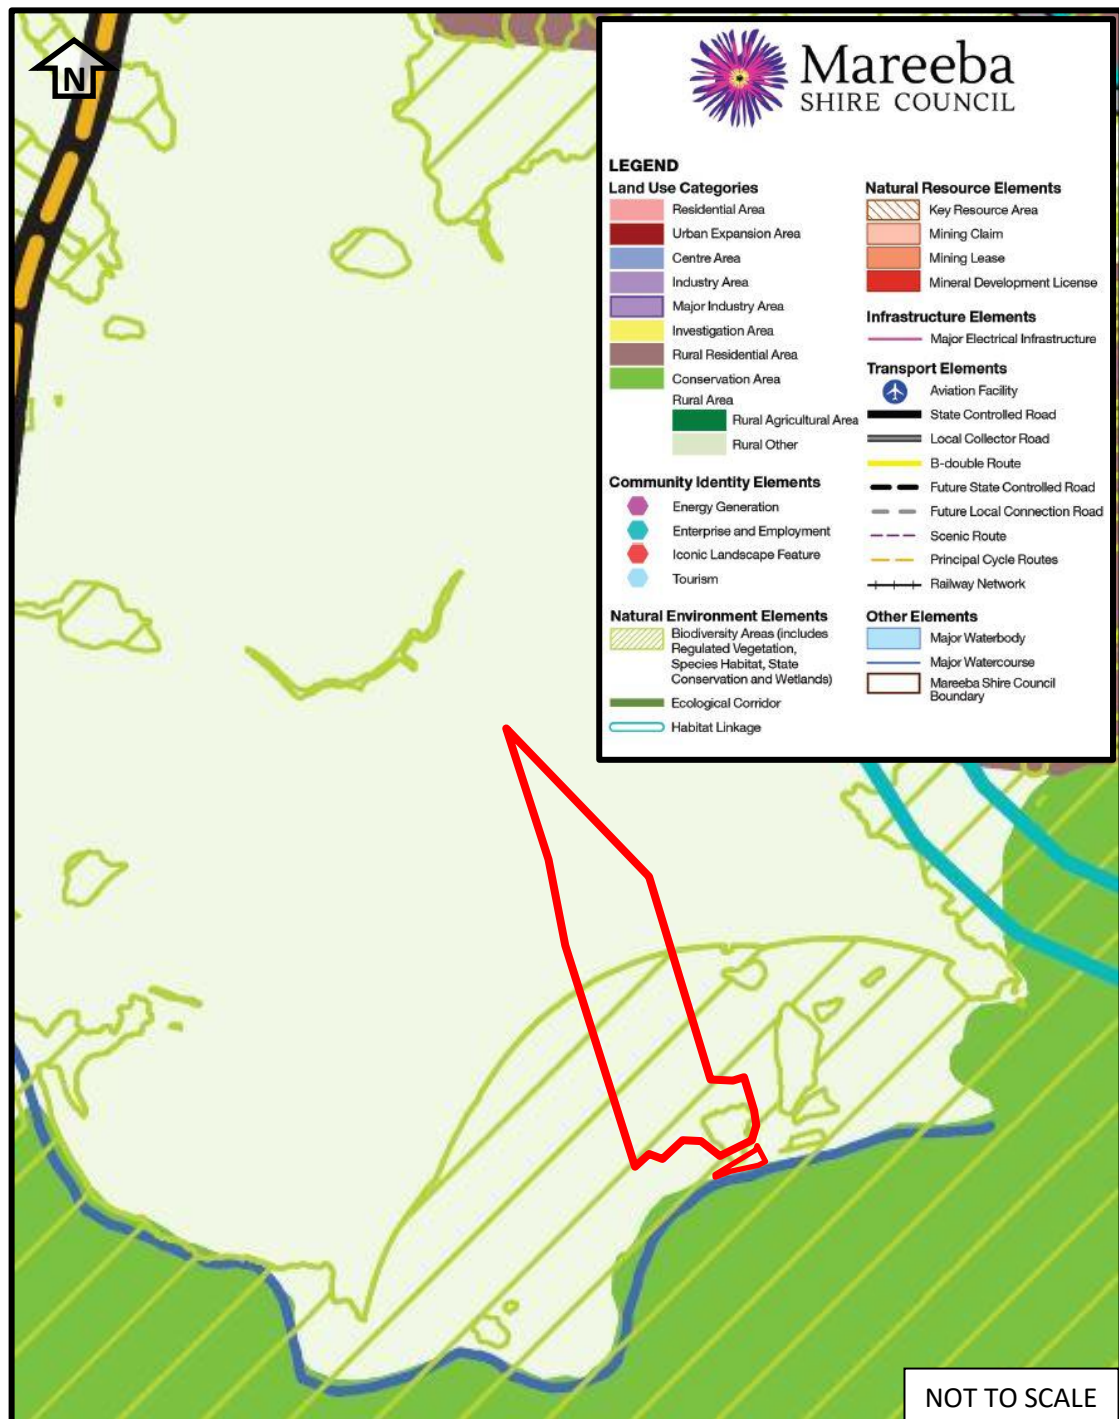 N
Mareeba
SHIRE COUNCIL
LEGEND
Land Use Categories
Residential Area
Urban Expansion Area
Centre Area
Industry Area
Major Industry Area
Investigation Area
Rural Residential Area
Conservation Area
Rural Area
Rural Agricultural Area
Rural Other
Community Identity Elements
Energy Generation
Enterprise and Employment
Iconic Landscape Feature
Tourism
Natural Environment Elements
Biodiversity Areas (includes
Regulated Vegetation,
Species Habitat, State
Conservation and Wetlands)
Ecological Corridor
Habitat Linkage
Natural Resource Elements
Key Resource Area
Mining Claim
Mining Lease
Mineral Development License
Infrastructure Elements
Major Electrical Infrastructure
Transport Elements
Aviation Facility
State Controlled Road
Local Collector Road
B-double Route
Future State Controlled Road
Future Local Connection Road
Scenic Route
Principal Cycle Routes
Railway Network
Other Elements
Major Waterbody
Major Watercourse
Mareeba Shire Council
Boundary
NOT TO SCALE